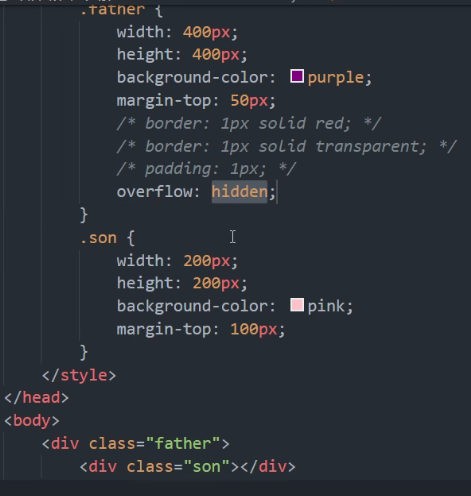 .father {
width: 400px;
height: 400px;
background-color: purple;
margin-top: 50px;
/* border: 1px solid red; */
/* border: 1px solid transparent; */
/* padding: 1px; */
overflow: hidden;
}
.son {
width: 200px;
height: 200px;
background-color: pink;
margin-top: 100px;
}
</style>
</head>
<body>
<div class="father">
<div class="son"></div>